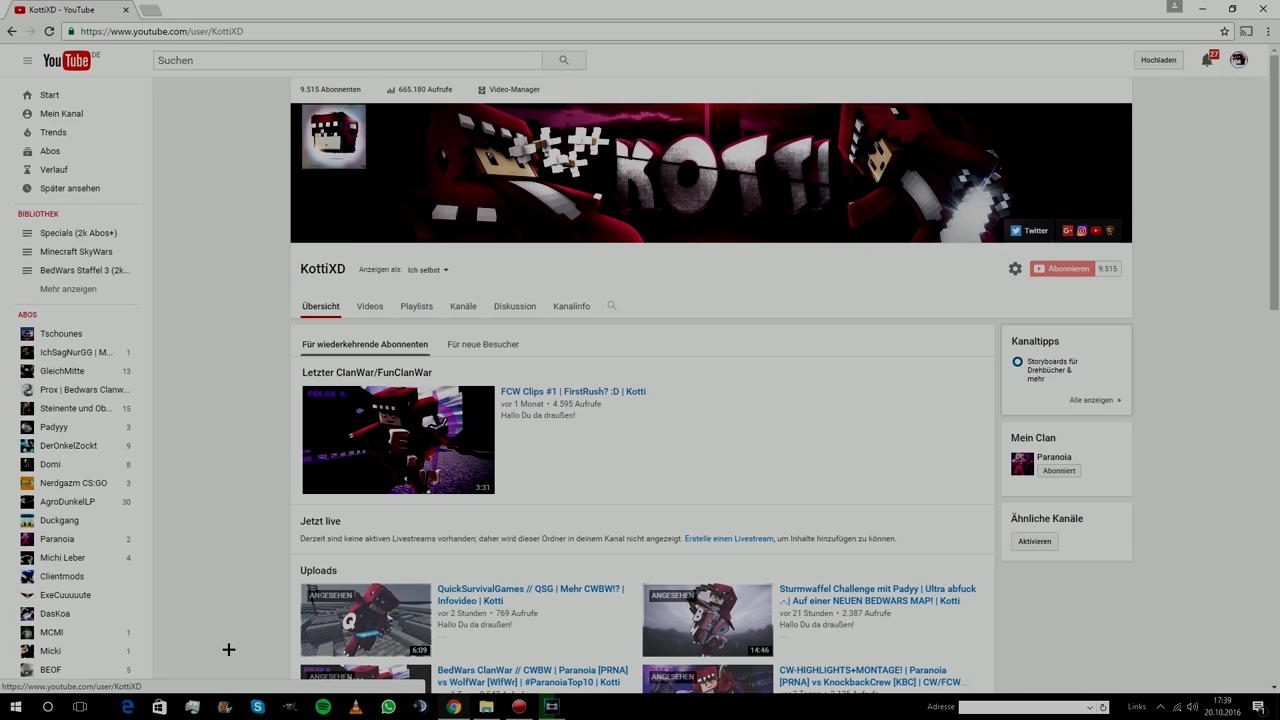 KottiXD - YouTube
https://www.youtube.com/user/KottiXD
YouTube DE
Suchen
Hochladen
27
Start
Mein Kanal
Trends
Abos
Verlauf
Später ansehen
BIBLIOTHEK
Specials (2k Abos+)
Minecraft SkyWars
BedWars Staffel 3 (2k...
Mehr anzeigen
ABOS
Tschounes
IchSagNurGG | M... 1
GleichMitte 13
Prox | Bedwars Clanw...
Steinente und Ob... 15
Padyyy 3
DerOnkelZockt 9
Domi 8
Nerdgazm CS:GO 3
AgroDunkelLP 30
Duckgang
Paranoia 2
Michi Leber 4
Clientmods
ExeCuuuuute
DasKoa
MCMI 1
Micki 1
BEOF 5
https://www.youtube.com/user/KottiXD
9.515 Abonnenten 665.180 Aufrufe Video-Manager
KOTTI
Twitter
KottiXD Anzeigen als: Ich selbst
Abonnieren 9.515
Übersicht Videos Playlists Kanäle Diskussion Kanalinfo
Für wiederkehrende Abonnenten Für neue Besucher
Letzter ClanWar/FunClanWar
FOLGE X
3:31
FCW Clips #1 | FirstRush? :D | Kotti
vor 1 Monat • 4.595 Aufrufe
Hallo Du da draußen!
Jetzt live
Derzeit sind keine aktiven Livestreams vorhanden; daher wird dieser Ordner in deinem Kanal nicht angezeigt. Erstelle einen Livestream, um Inhalte hinzufügen zu können.
Uploads
ANGESEHEN
6:09
QuickSurvivalGames // QSG | Mehr CWBW!? |
Infovideo | Kotti
vor 2 Stunden • 769 Aufrufe
Hallo Du da draußen!
...
ANGESEHEN
14:46
Sturmwaffel Challenge mit Padyy | Ultra abfuck
.-.| Auf einer NEUEN BEDWARS MAP! | Kotti
vor 21 Stunden • 2.387 Aufrufe
Hallo Du da draußen!
...
ANGESEHEN
BedWars ClanWar // CWBW | Paranoia [PRNA]
vs WolfWar [WlfWr] | #ParanoiaTop10 | Kotti
ANGESEHEN
CW-HIGHLIGHTS+MONTAGE! | Paranoia
[PRNA] vs KnockbackCrew [KBC] | CW/FCW...
Kanaltipps
Storyboards für
Drehbücher &
mehr
Alle anzeigen »
Mein Clan
Paranoia
Abonniert
Ähnliche Kanäle
Aktivieren
Adresse
Links
17:39
20.10.2016